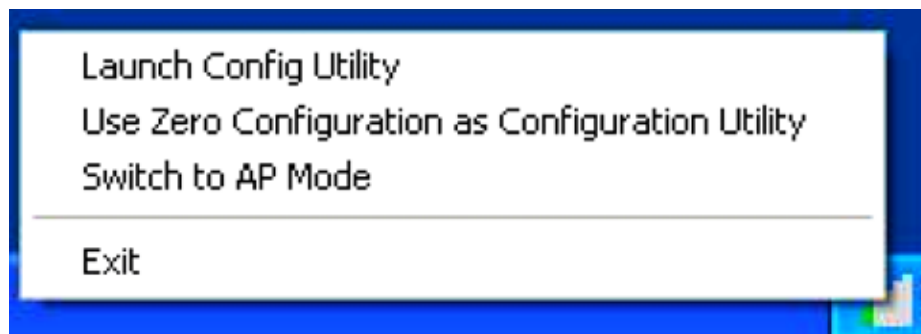 Launch Config Utility
Use Zero Configuration as Configuration Utility
Switch to AP Mode
Exit